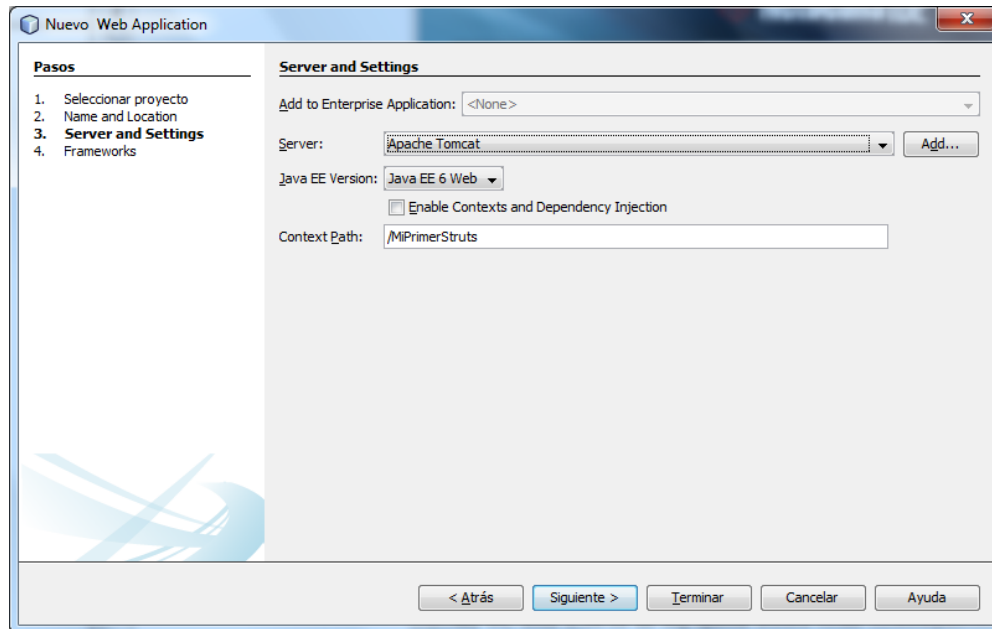 Nuevo Web Application
x
Pasos
1. Seleccionar proyecto
2. Name and Location
3. Server and Settings
4. Frameworks
Server and Settings
Add to Enterprise Application: <None>
Server: Apache Tomcat Add...
Java EE Version: Java EE 6 Web
Enable Contexts and Dependency Injection
Context Path: /MiPrimerStruts
< Atrás Siguiente > Terminar Cancelar Ayuda